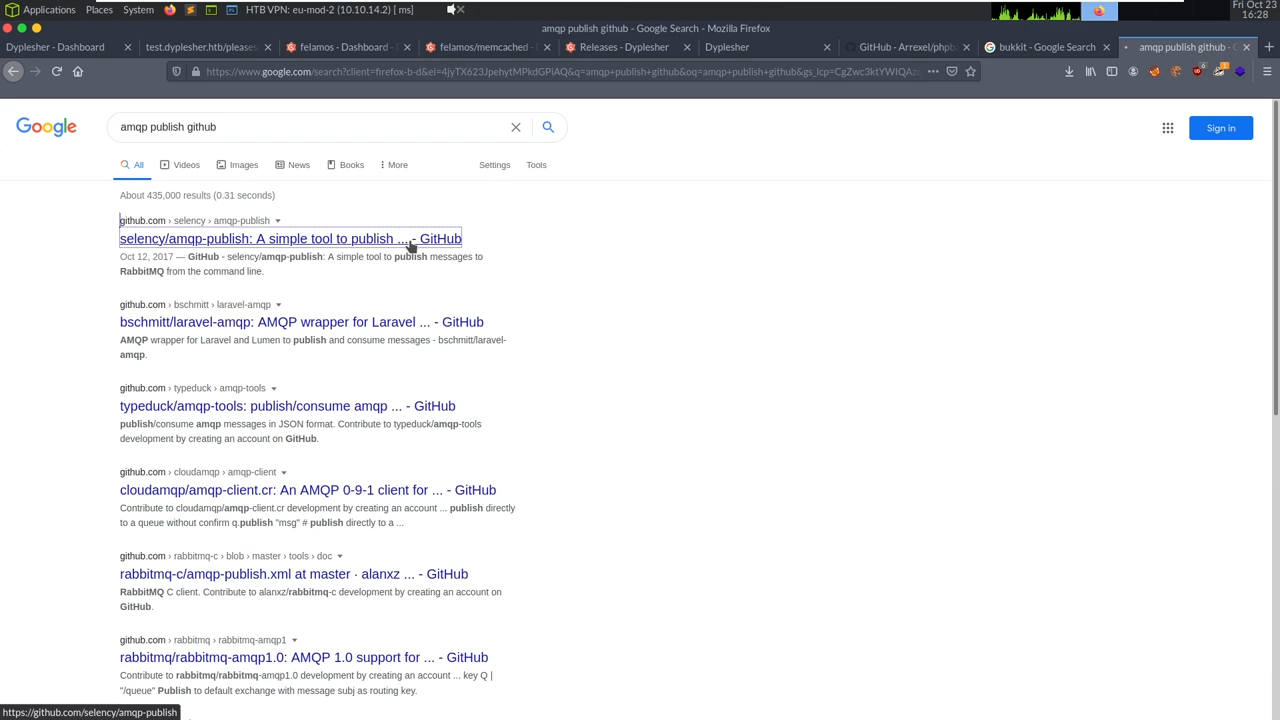 Applications Places System HTB VPN: eu-mod-2 (10.10.14.2) [ms] Fri Oct 23
16:28
amqp publish github - Google Search - Mozilla Firefox
Dyplesher - Dashboard test.dyplesher.htb/please felamos - Dashboard - G felamos/memcached - D Releases - Dyplesher Dyplesher GitHub - Arrexel/phpb bukkit - Google Search amqp publish github -
https://www.google.com/search?client=firefox-b-d&ei=4jyTX623JpehytMPkdGPiAQ&q=amqp+publish+github&oq=amqp+publish+github&gs_lcp=CgZwc3ktYWIQAz
Google amqp publish github Sign in
All Videos Images News Books More Settings Tools
About 435,000 results (0.31 seconds)
github.com › selency › amqp-publish
selency/amqp-publish: A simple tool to publish ... - GitHub
Oct 12, 2017 — GitHub - selency/amqp-publish: A simple tool to publish messages to
RabbitMQ from the command line.
github.com › bschmitt › laravel-amqp
bschmitt/laravel-amqp: AMQP wrapper for Laravel ... - GitHub
AMQP wrapper for Laravel and Lumen to publish and consume messages - bschmitt/laravel-
amqp.
github.com › typeduck › amqp-tools
typeduck/amqp-tools: publish/consume amqp ... - GitHub
publish/consume amqp messages in JSON format. Contribute to typeduck/amqp-tools
development by creating an account on GitHub.
github.com › cloudamqp › amqp-client
cloudamqp/amqp-client.cr: An AMQP 0-9-1 client for ... - GitHub
Contribute to cloudamqp/amqp-client.cr development by creating an account ... publish directly
to a queue without confirm q.publish "msg" # publish directly to a ...
github.com › rabbitmq-c › blob › master › tools › doc
rabbitmq-c/amqp-publish.xml at master · alanxz ... - GitHub
RabbitMQ C client. Contribute to alanxz/rabbitmq-c development by creating an account on
GitHub.
github.com › rabbitmq › rabbitmq-amqp1
rabbitmq/rabbitmq-amqp1.0: AMQP 1.0 support for ... - GitHub
Contribute to rabbitmq/rabbitmq-amqp1.0 development by creating an account ... key Q |
"/queue" Publish to default exchange with message subj as routing key.
https://github.com/selency/amqp-publish